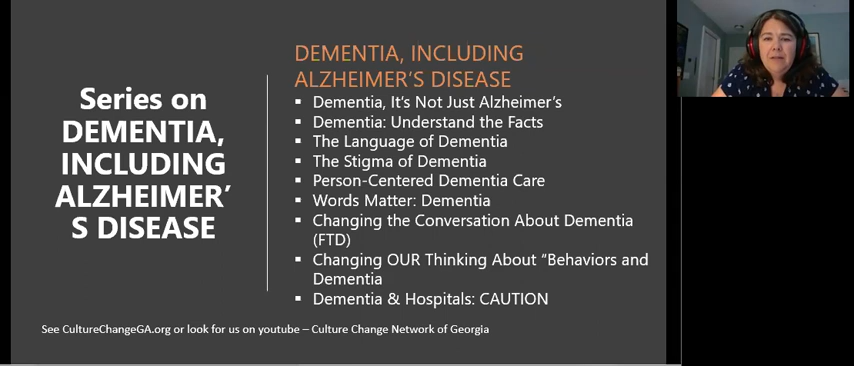 Series on
DEMENTIA,
INCLUDING
ALZHEIMER'
S DISEASE
DEMENTIA, INCLUDING
ALZHEIMER'S DISEASE
▪ Dementia, It's Not Just Alzheimer's
▪ Dementia: Understand the Facts
▪ The Language of Dementia
▪ The Stigma of Dementia
▪ Person-Centered Dementia Care
▪ Words Matter: Dementia
▪ Changing the Conversation About Dementia
(FTD)
▪ Changing OUR Thinking About "Behaviors and
Dementia
▪ Dementia & Hospitals: CAUTION
See CultureChangeGA.org or look for us on youtube – Culture Change Network of Georgia